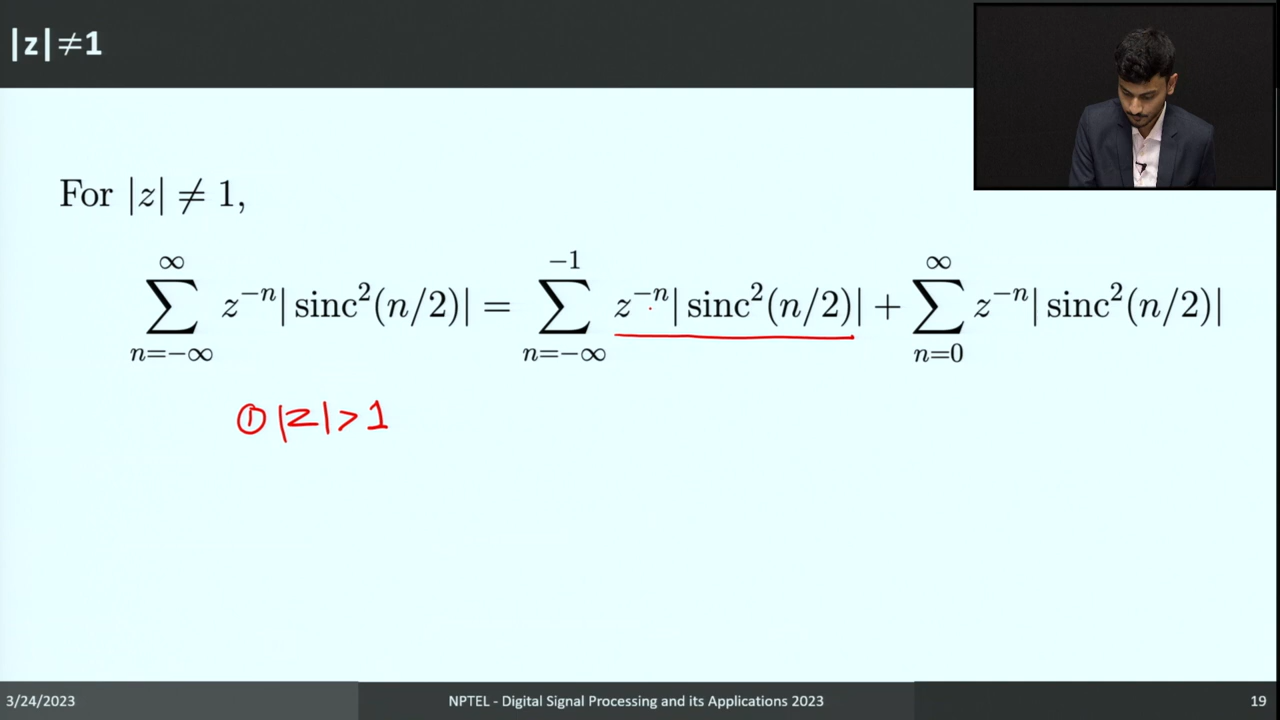 |z|≠1
For |z| ≠ 1,
∑_{n=−∞}^{∞} z^{−n}| sinc²(n/2)| = ∑_{n=−∞}^{−1} z^{−n}| sinc²(n/2)| + ∑_{n=0}^{∞} z^{−n}| sinc²(n/2)|
① |z| > 1
3/24/2023 NPTEL - Digital Signal Processing and its Applications 2023 19